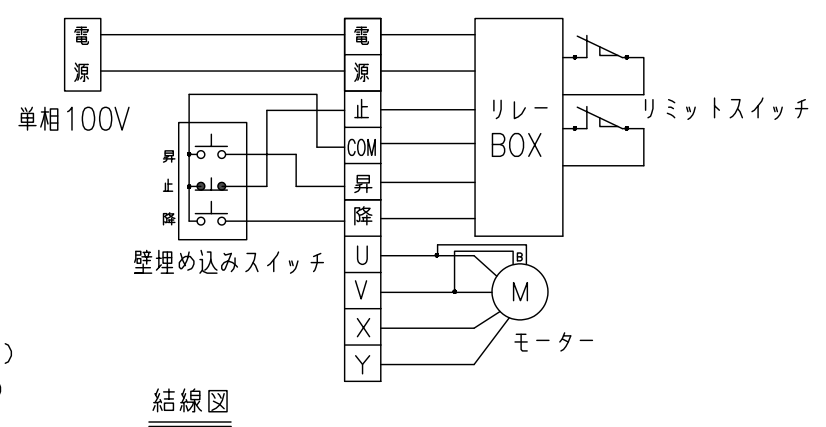 電
源
単相100V
昇
止
降
壁埋め込みスイッチ
電
源
止
COM
昇
降
U
V
X
Y
リレー
BOX
リミットスイッチ
B
M
モーター
)
結線図